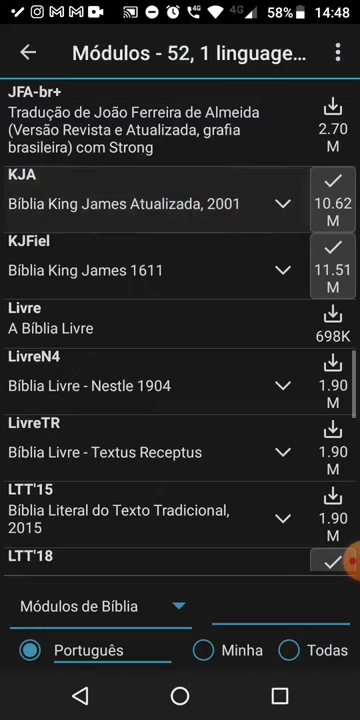 4G
4G
58% 14:48
Módulos - 52, 1 linguage...
JFA-br+
Tradução de João Ferreira de Almeida
(Versão Revista e Atualizada, grafia
brasileira) com Strong
2.70
M
KJA
Bíblia King James Atualizada, 2001
10.62
M
KJFiel
Bíblia King James 1611
11.51
M
Livre
A Bíblia Livre
698K
LivreN4
Bíblia Livre - Nestle 1904
1.90
M
LivreTR
Bíblia Livre - Textus Receptus
1.90
M
LTT'15
Bíblia Literal do Texto Tradicional,
2015
1.90
M
LTT'18
Módulos de Bíblia
Português
Minha
Todas